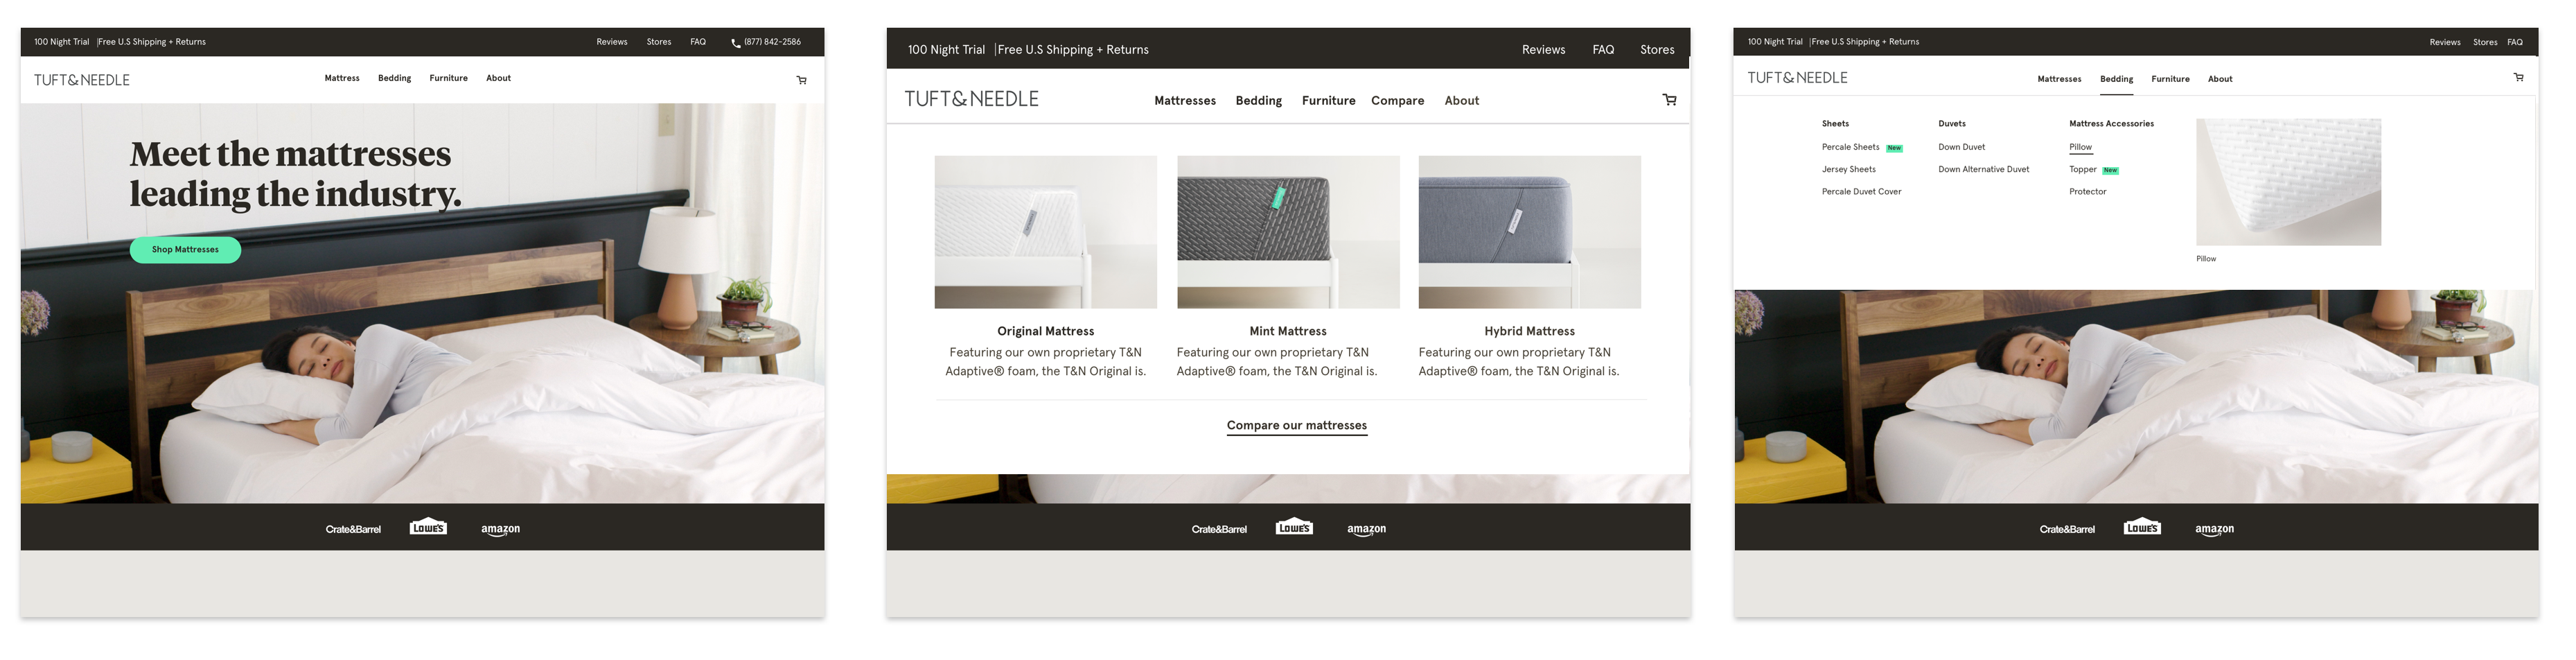 100 Night Trial | Free U.S Shipping + Returns
Reviews Stores FAQ (877) 842-2586
TUFT&NEEDLE
Mattress Bedding Furniture About
Meet the mattresses
leading the industry.
Shop Mattresses
Crate&Barrel LOWE'S amazon
100 Night Trial | Free U.S Shipping + Returns
Reviews FAQ Stores
TUFT&NEEDLE
Mattresses Bedding Furniture Compare About
Original Mattress
Featuring our own proprietary T&N
Adaptive® foam, the T&N Original is.
Mint Mattress
Featuring our own proprietary T&N
Adaptive® foam, the T&N Original is.
Hybrid Mattress
Featuring our own proprietary T&N
Adaptive® foam, the T&N Original is.
Compare our mattresses
Crate&Barrel LOWE'S amazon
100 Night Trial | Free U.S Shipping + Returns
Reviews Stores FAQ
TUFT&NEEDLE
Mattresses Bedding Furniture About
Sheets
Percale Sheets New
Jersey Sheets
Percale Duvet Cover
Duvets
Down Duvet
Down Alternative Duvet
Mattress Accessories
Pillow
Topper New
Protector
Pillow
Crate&Barrel LOWE'S amazon